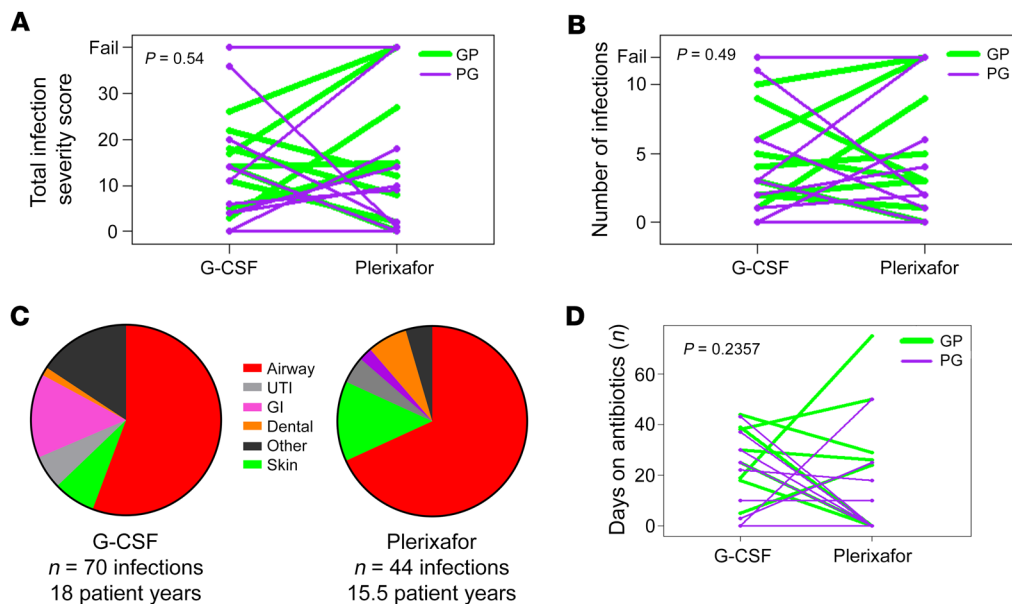 A
Total infection
severity score
Fail
30
20
10
0
P = 0.54
GP
PG
G-CSF
Plerixafor
B
Number of infections
Fail
10
5
0
P = 0.49
GP
PG
G-CSF
Plerixafor
C
Airway
UTI
GI
Dental
Other
Skin
G-CSF
n = 70 infections
18 patient years
Plerixafor
n = 44 infections
15.5 patient years
D
Days on antibiotics (n)
60
40
20
0
P = 0.2357
GP
PG
G-CSF
Plerixafor